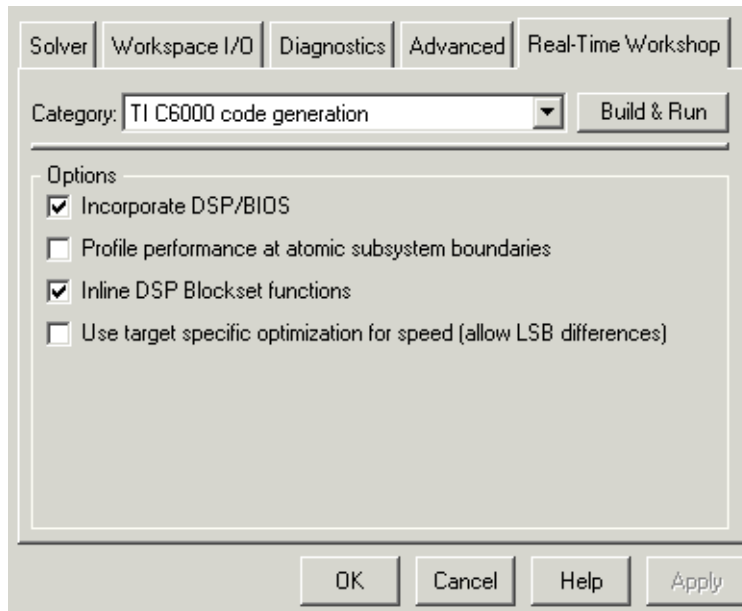 Solver Workspace I/O Diagnostics Advanced Real-Time Workshop
Category: TI C6000 code generation Build & Run
Options
Incorporate DSP/BIOS
Profile performance at atomic subsystem boundaries
Inline DSP Blockset functions
Use target specific optimization for speed (allow LSB differences)
OK Cancel Help Apply